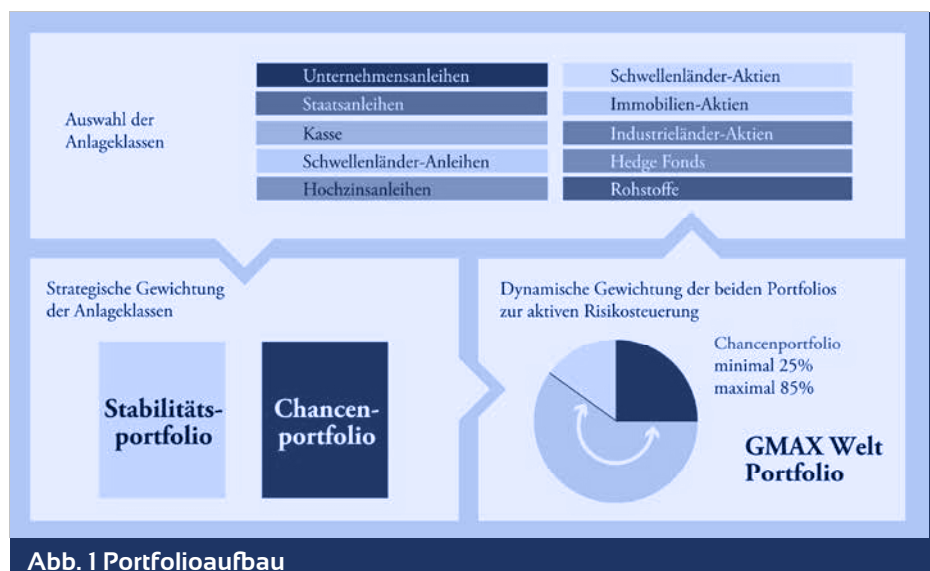 Auswahl der
Anlageklassen
Unternehmensanleihen
Staatsanleihen
Kasse
Schwellenländer-Anleihen
Hochzinsanleihen
Schwellenländer-Aktien
Immobilien-Aktien
Industrieländer-Aktien
Hedge Fonds
Rohstoffe
Strategische Gewichtung
der Anlageklassen
Stabilitäts-
portfolio
Chancen-
portfolio
Dynamische Gewichtung der beiden Portfolios
zur aktiven Risikosteuerung
Chancenportfolio
minimal 25%
maximal 85%
GMAX Welt
Portfolio
Abb. 1 Portfolioaufbau